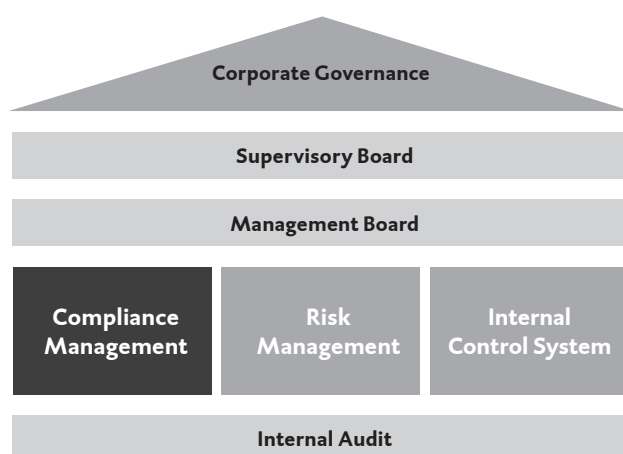 Corporate Governance
Supervisory Board
Management Board
Compliance
Management
Risk
Management
Internal
Control System
Internal Audit